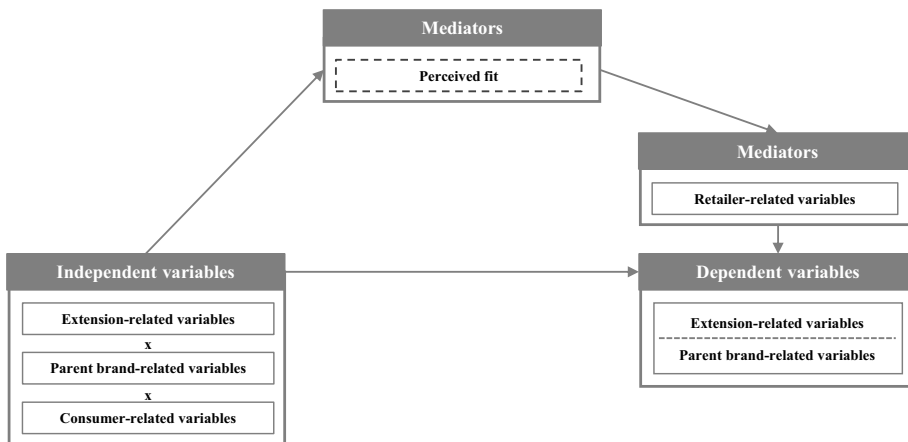 Mediators
Perceived fit
Mediators
Retailer-related variables
Independent variables
Extension-related variables
x
Parent brand-related variables
x
Consumer-related variables
Dependent variables
Extension-related variables
Parent brand-related variables